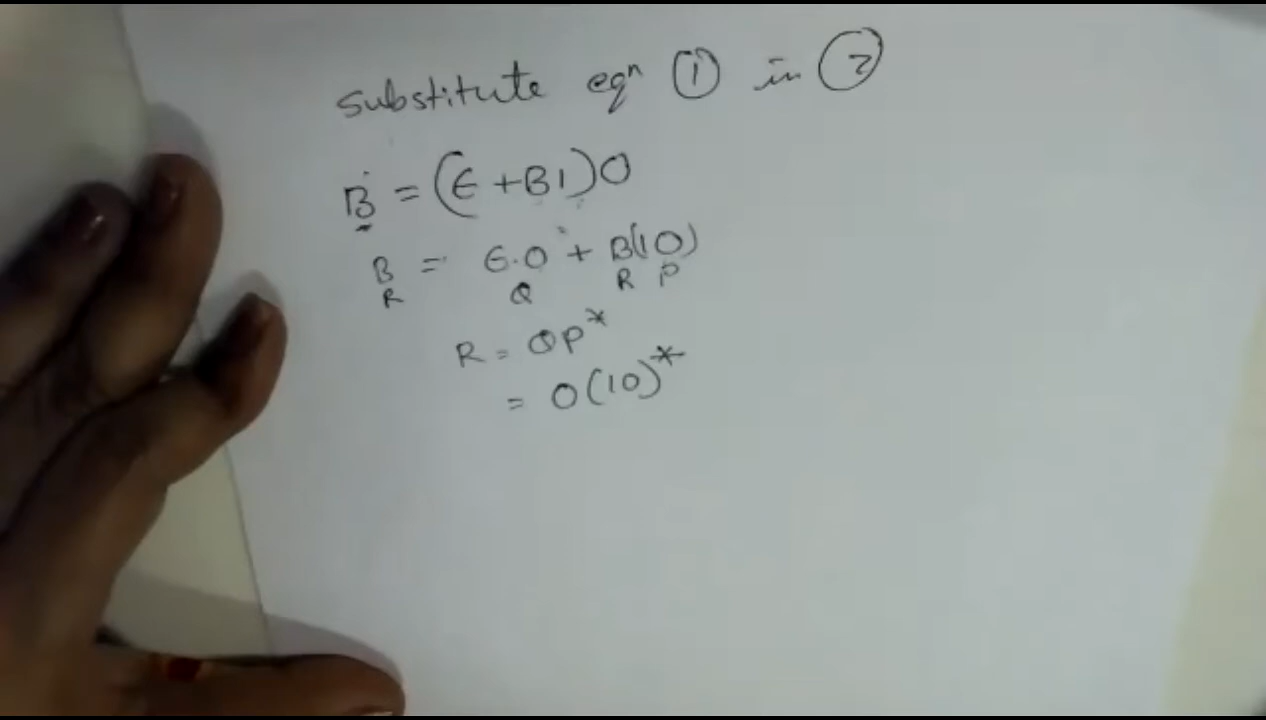 substitute eqn ① in ②
B = (ε + B1)0
B = ε.0 + B(10)
R Q R P
R = QP*
= 0(10)*